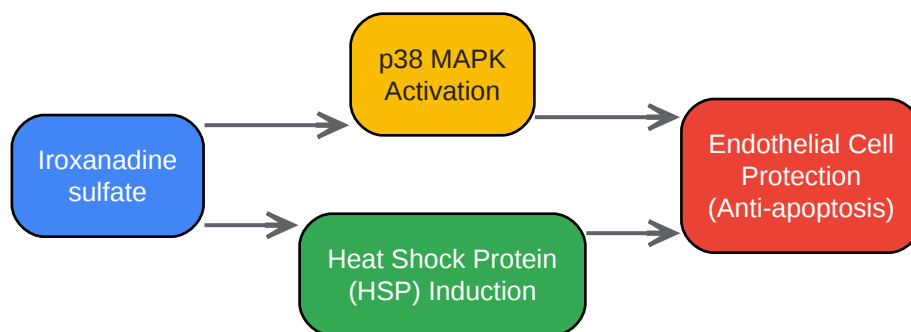 Iroxanadine
sulfate
p38 MAPK
Activation
Heat Shock Protein
(HSP) Induction
Endothelial Cell
Protection
(Anti-apoptosis)